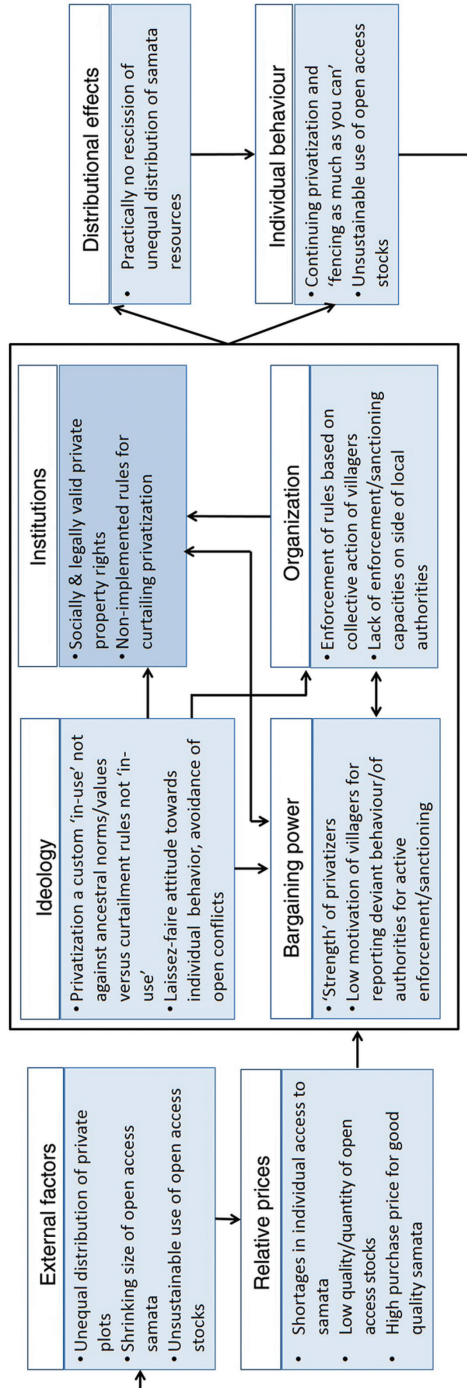 External factors
• Unequal distribution of private
plots
• Shrinking size of open access
samata
• Unsustainable use of open access
stocks
Relative prices
• Shortages in individual access to
samata
• Low quality/quantity of open
access stocks
• High purchase price for good
quality samata
Ideology
• Privatization a custom ‘in-use’ not
against ancestral norms/values
versus curtailment rules not ‘in-
use’
• Laissez-faire attitude towards
individual behavior, avoidance of
open conflicts
Institutions
• Socially & legally valid private
property rights
• Non-implemented rules for
curtailing privatization
Bargaining power
• ‘Strength’ of privatizers
• Low motivation of villagers for
reporting deviant behaviour/of
authorities for active
enforcement/sanctioning
Organization
• Enforcement of rules based on
collective action of villagers
• Lack of enforcement/sanctioning
capacities on side of local
authorities
Distributional effects
• Practically no rescission of
unequal distribution of samata
resources
Individual behaviour
• Continuing privatization and
‘fencing as much as you can’
• Unsustainable use of open access
stocks